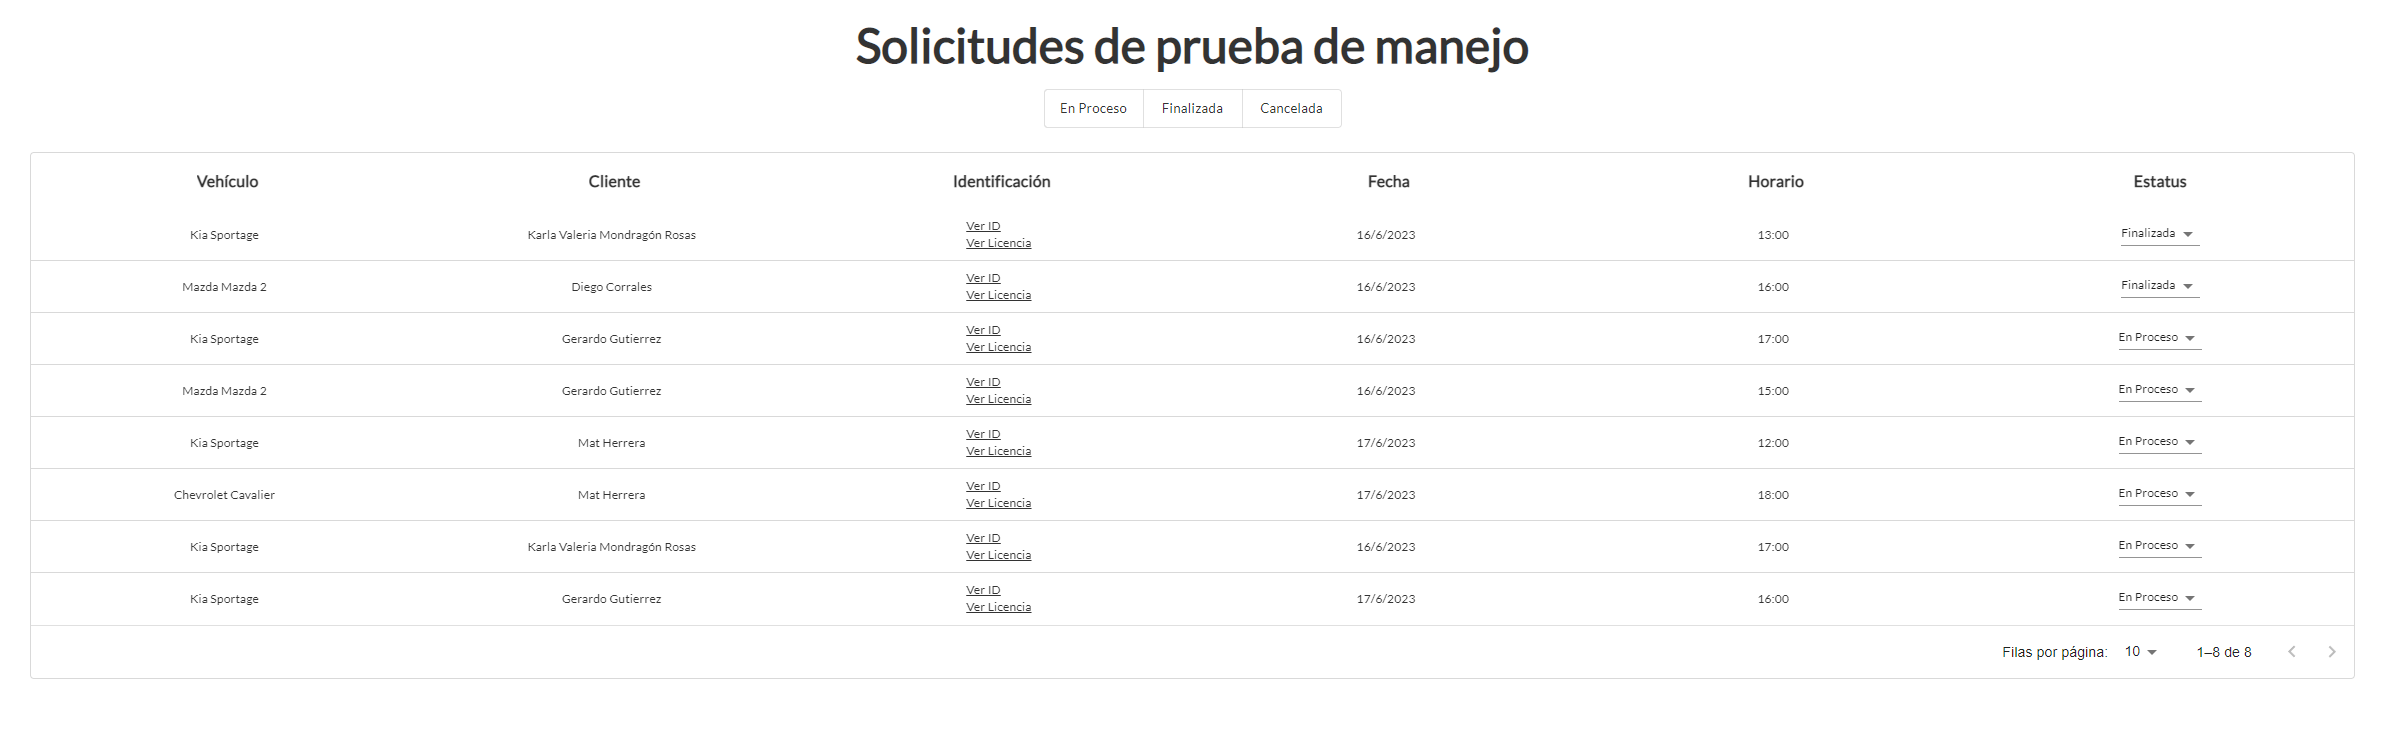 Solicitudes de prueba de manejo
En Proceso Finalizada Cancelada
Vehículo Cliente Identificación Fecha Horario Estatus
Kia Sportage Karla Valeria Mondragón Rosas Ver ID Ver Licencia 16/6/2023 13:00 Finalizada
Mazda Mazda 2 Diego Corrales Ver ID Ver Licencia 16/6/2023 16:00 Finalizada
Kia Sportage Gerardo Gutierrez Ver ID Ver Licencia 16/6/2023 17:00 En Proceso
Mazda Mazda 2 Gerardo Gutierrez Ver ID Ver Licencia 16/6/2023 15:00 En Proceso
Kia Sportage Mat Herrera Ver ID Ver Licencia 17/6/2023 12:00 En Proceso
Chevrolet Cavalier Mat Herrera Ver ID Ver Licencia 17/6/2023 18:00 En Proceso
Kia Sportage Karla Valeria Mondragón Rosas Ver ID Ver Licencia 16/6/2023 17:00 En Proceso
Kia Sportage Gerardo Gutierrez Ver ID Ver Licencia 17/6/2023 16:00 En Proceso
Filas por página: 10 1–8 de 8